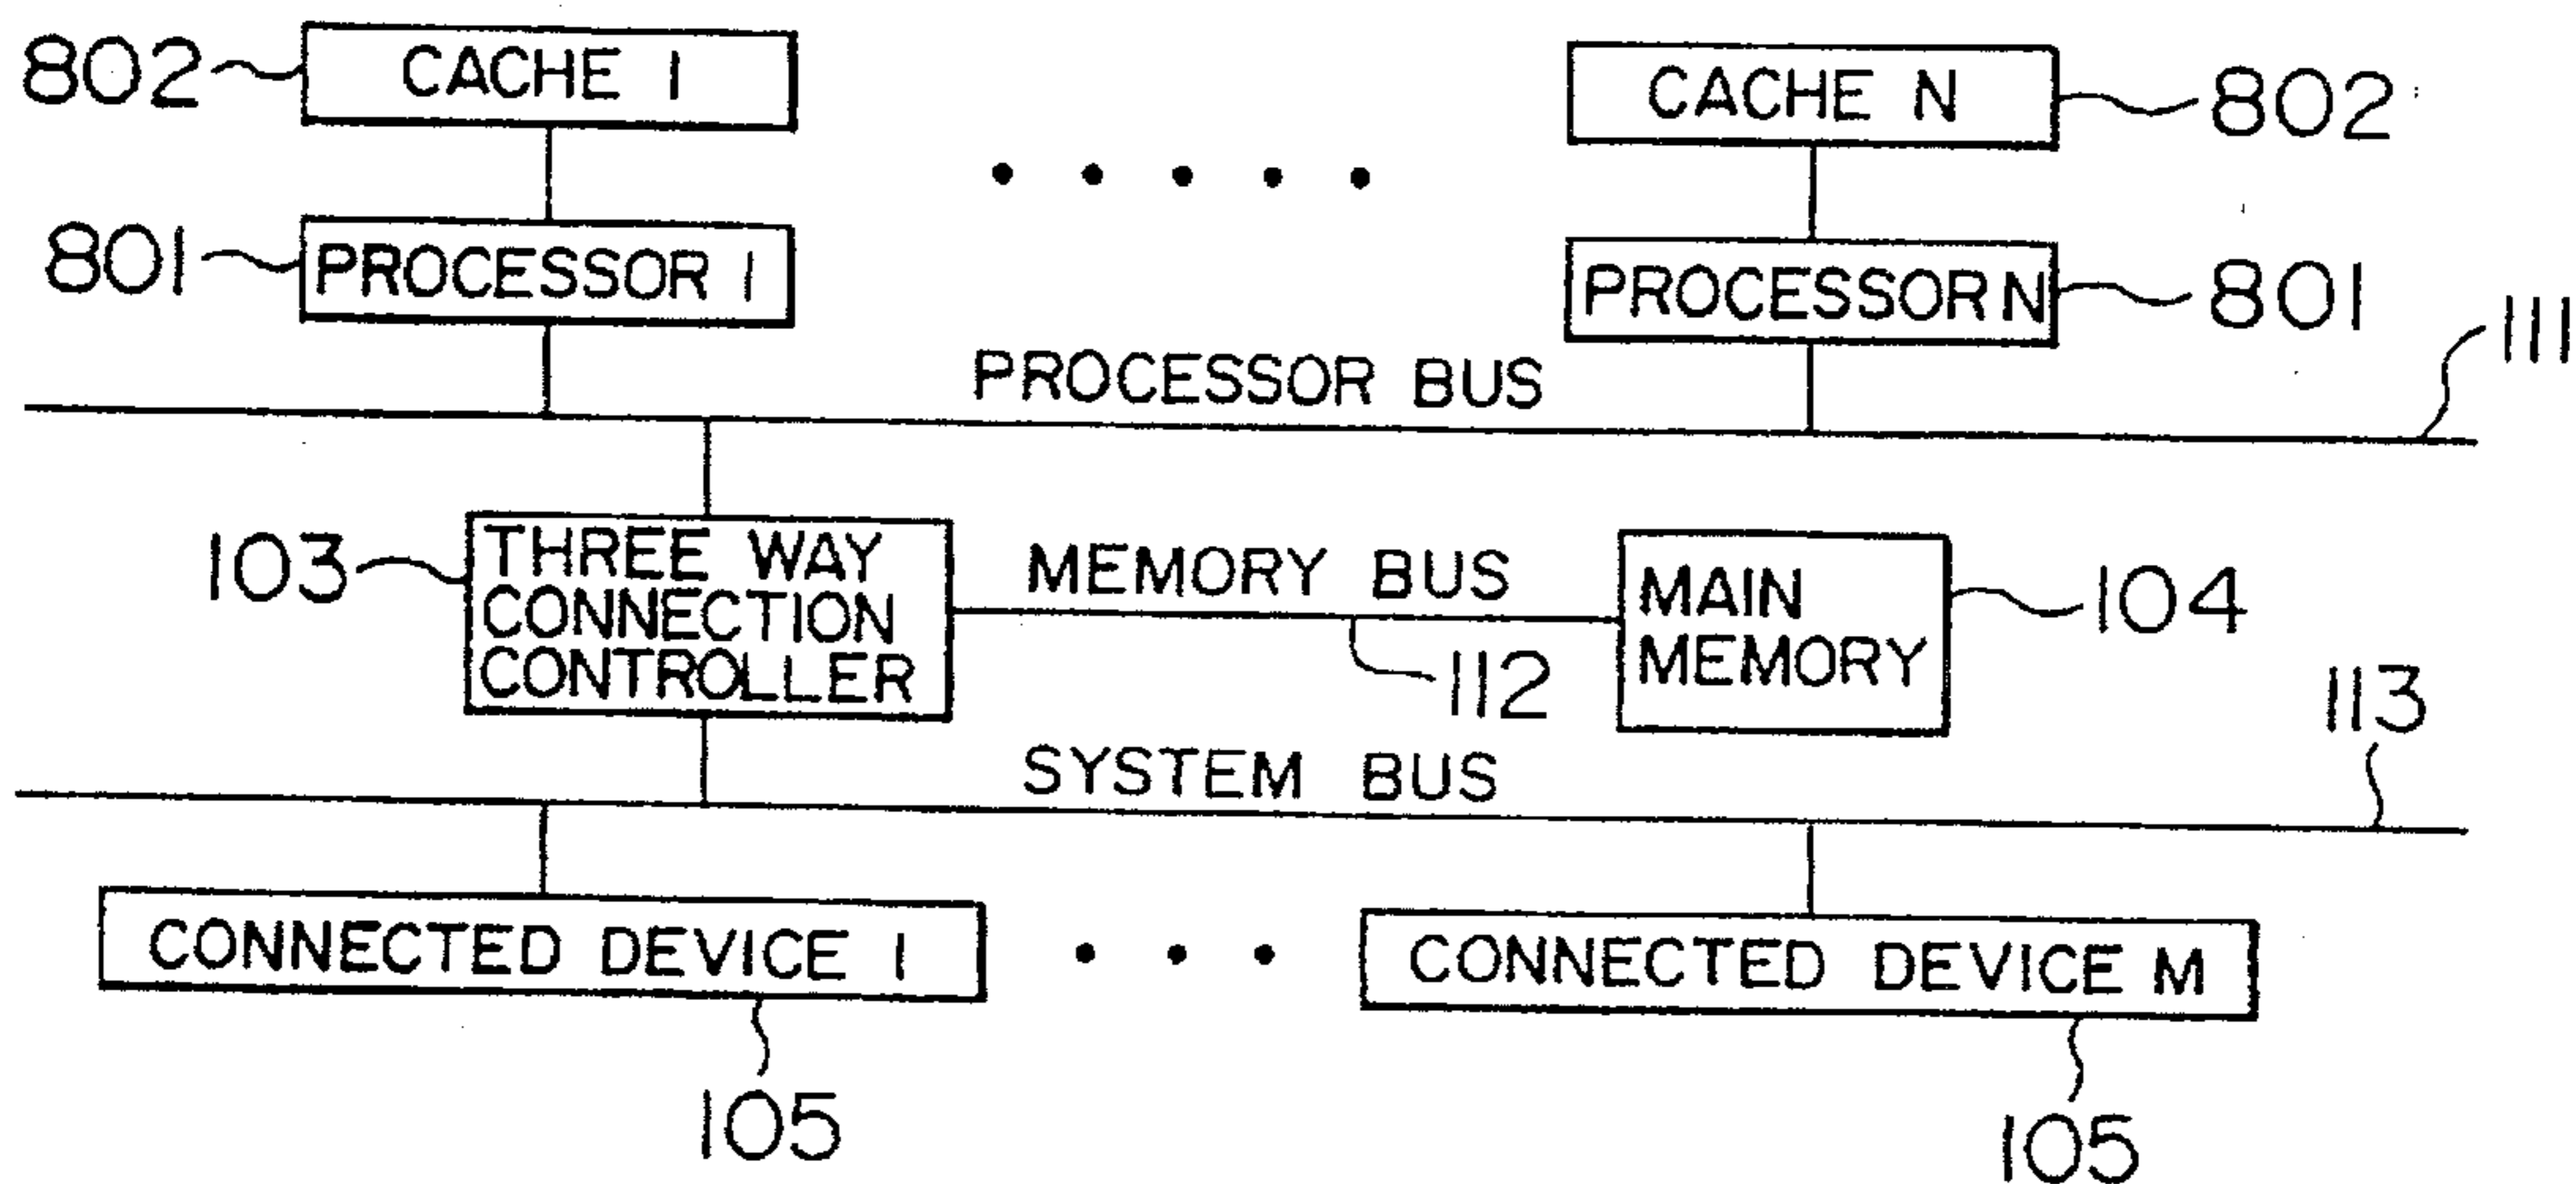 802 CACHE 1 CACHE N 802
801 PROCESSOR 1 PROCESSOR N 801
PROCESSOR BUS 111
103 THREE WAY
CONNECTION
CONTROLLER
MEMORY BUS
112
MAIN
MEMORY
104
SYSTEM BUS 113
CONNECTED DEVICE 1 CONNECTED DEVICE M
105 105